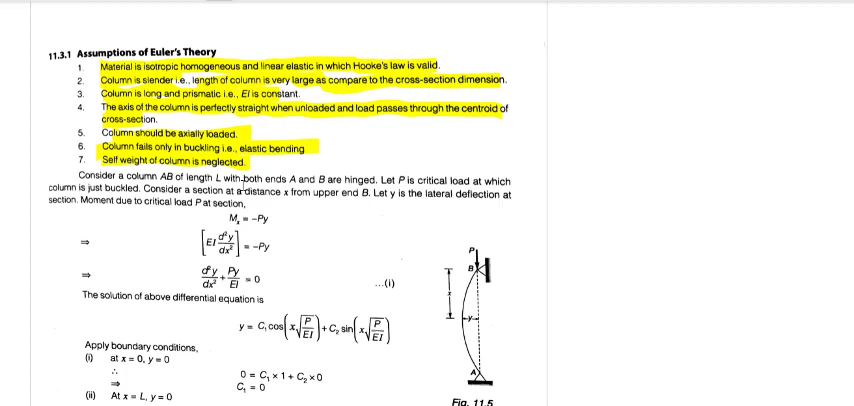 11.3.1 Assumptions of Euler's Theory
1. Material is isotropic homogeneous and linear elastic in which Hooke's law is valid.
2. Column is slender i.e., length of column is very large as compare to the cross-section dimension.
3. Column is long and prismatic i.e., EI is constant.
4. The axis of the column is perfectly straight when unloaded and load passes through the centroid of
cross-section.
5. Column should be axially loaded.
6. Column fails only in buckling i.e., elastic bending
7. Self weight of column is neglected.
Consider a column AB of length L with both ends A and B are hinged. Let P is critical load at which
column is just buckled. Consider a section at a distance x from upper end B. Let y is the lateral deflection at
section. Moment due to critical load P at section,
Mₓ = –Py
⇒ [EI d²y/dx²] = –Py
⇒ d²y/dx² + Py/EI = 0 ...(i)
The solution of above differential equation is
y = C₁ cos(x√(P/EI)) + C₂ sin(x√(P/EI))
Apply boundary conditions,
(i) at x = 0, y = 0
∴ 0 = C₁ × 1 + C₂ × 0
⇒ C₁ = 0
(ii) At x = L, y = 0
P
B
x
y
A
Fig. 11.5